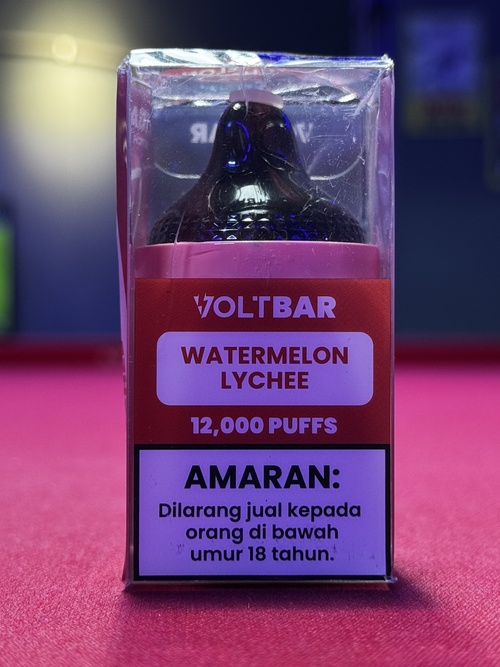 VOLTBAR
WATERMELON
LYCHEE
12,000 PUFFS
AMARAN:
Dilarang jual kepada
orang di bawah
umur 18 tahun.